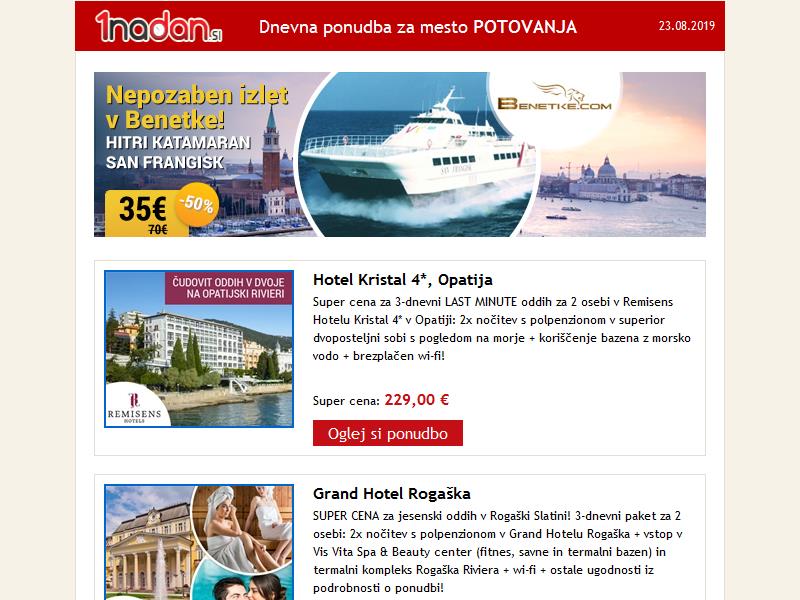 1nadan.si
Dnevna ponudba za mesto POTOVANJA
23.08.2019
Nepozaben izlet
v Benetke!
HITRI KATAMARAN
SAN FRANGISK
35€
-50%
70€
BENETKE.COM
SAN FRANGISK
ČUDOVIT ODDIH V DVOJE
NA OPATIJSKI RIVIERI
REMISENS
HOTELS
Hotel Kristal 4*, Opatija
Super cena za 3-dnevni LAST MINUTE oddih za 2 osebi v Remisens
Hotelu Kristal 4* v Opatiji: 2x nočitev s polpenzionom v superior
dvoposteljni sobi s pogledom na morje + koriščenje bazena z morsko
vodo + brezplačen wi-fi!
Super cena: 229,00 €
Oglej si ponudbo
Grand Hotel Rogaška
SUPER CENA za jesenski oddih v Rogaški Slatini! 3-dnevni paket za 2
osebi: 2x nočitev s polpenzionom v Grand Hotelu Rogaška + vstop v
Vis Vita Spa & Beauty center (fitnes, savne in termalni bazen) in
termalni kompleks Rogaška Riviera + wi-fi + ostale ugodnosti iz
podrobnosti o ponudbi!